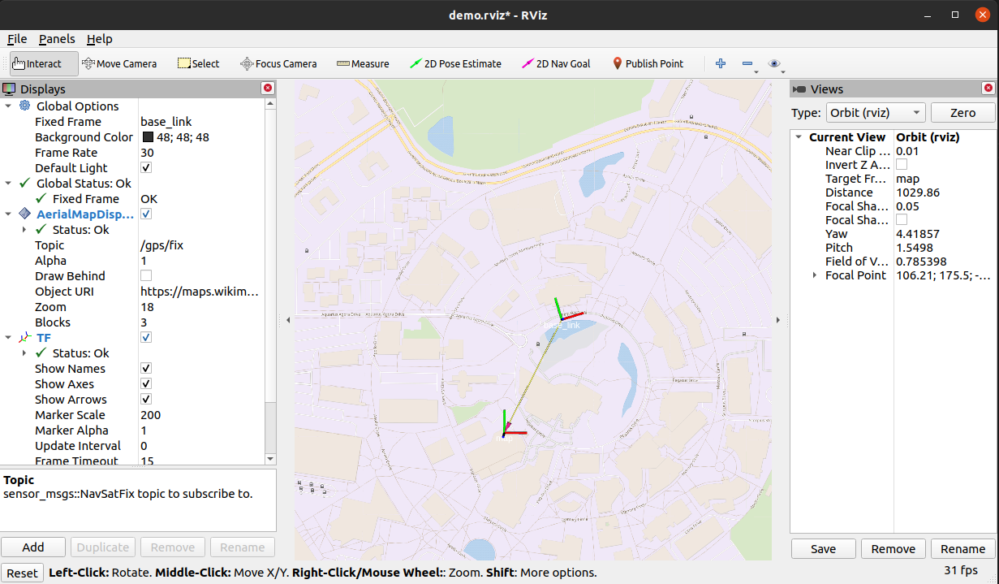 demo.rviz* - RViz
File Panels Help
Interact Move Camera Select Focus Camera Measure 2D Pose Estimate 2D Nav Goal Publish Point
Displays
Global Options
Fixed Frame base_link
Background Color 48; 48; 48
Frame Rate 30
Default Light
Global Status: Ok
Fixed Frame OK
AerialMapDisp...
Status: Ok
Topic /gps/fix
Alpha 1
Draw Behind
Object URI https://maps.wikim...
Zoom 18
Blocks 3
TF
Status: Ok
Show Names
Show Axes
Show Arrows
Marker Scale 200
Marker Alpha 1
Update Interval 0
Frame Timeout 15
Topic
sensor_msgs::NavSatFix topic to subscribe to.
Add Duplicate Remove Rename
Aquarius Agora Drive
Aquarius Agora Drive
base_link
Pegasus Drive
Views
Type: Orbit (rviz) Zero
Current View Orbit (rviz)
Near Clip ... 0.01
Invert Z A...
Target Fr... map
Distance 1029.86
Focal Sha... 0.05
Focal Sha...
Yaw 4.41857
Pitch 1.5498
Field of V... 0.785398
Focal Point 106.21; 175.5; -...
Save Remove Rename
Reset Left-Click: Rotate. Middle-Click: Move X/Y. Right-Click/Mouse Wheel:: Zoom. Shift: More options. 31 fps